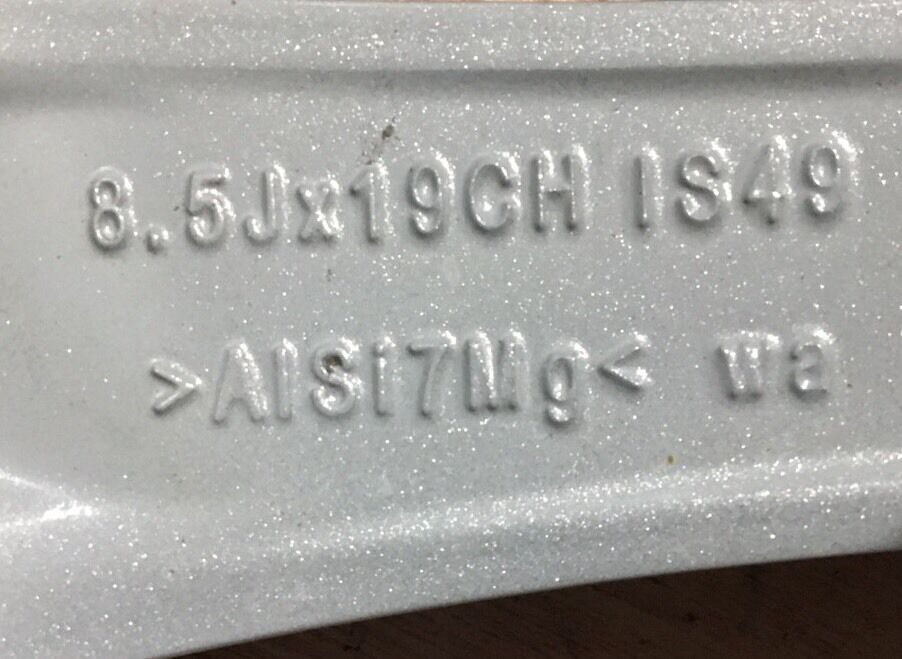 8.5Jx19CH IS49
>AlSi7Mg< wa